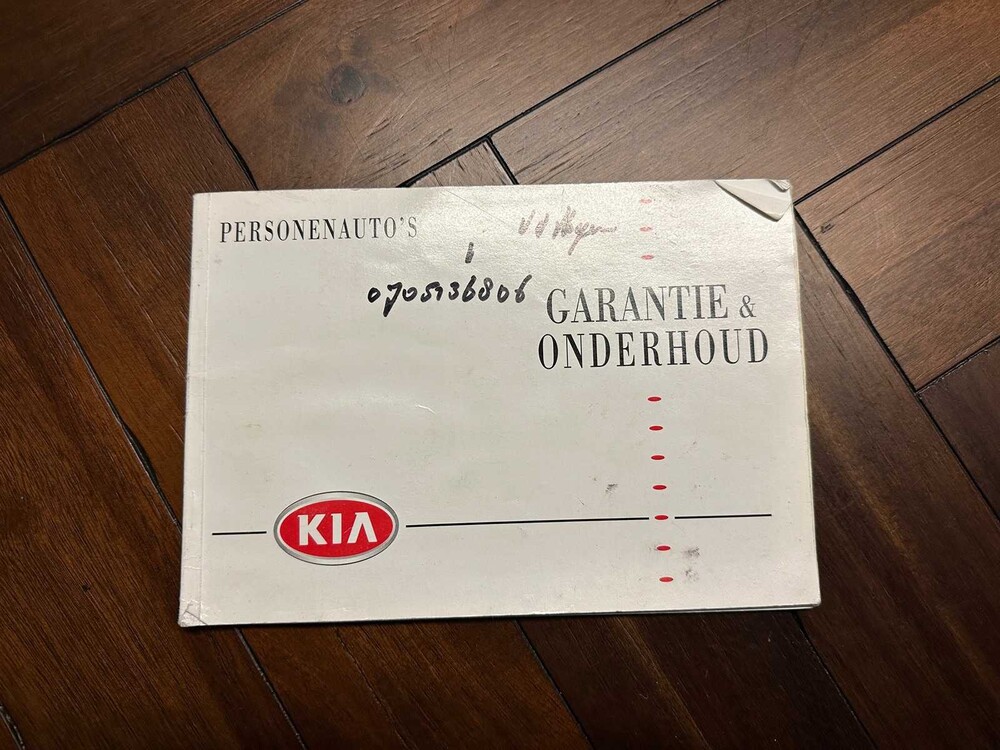 PERSONENAUTO'S
0705136806
GARANTIE &
ONDERHOUD
KIA